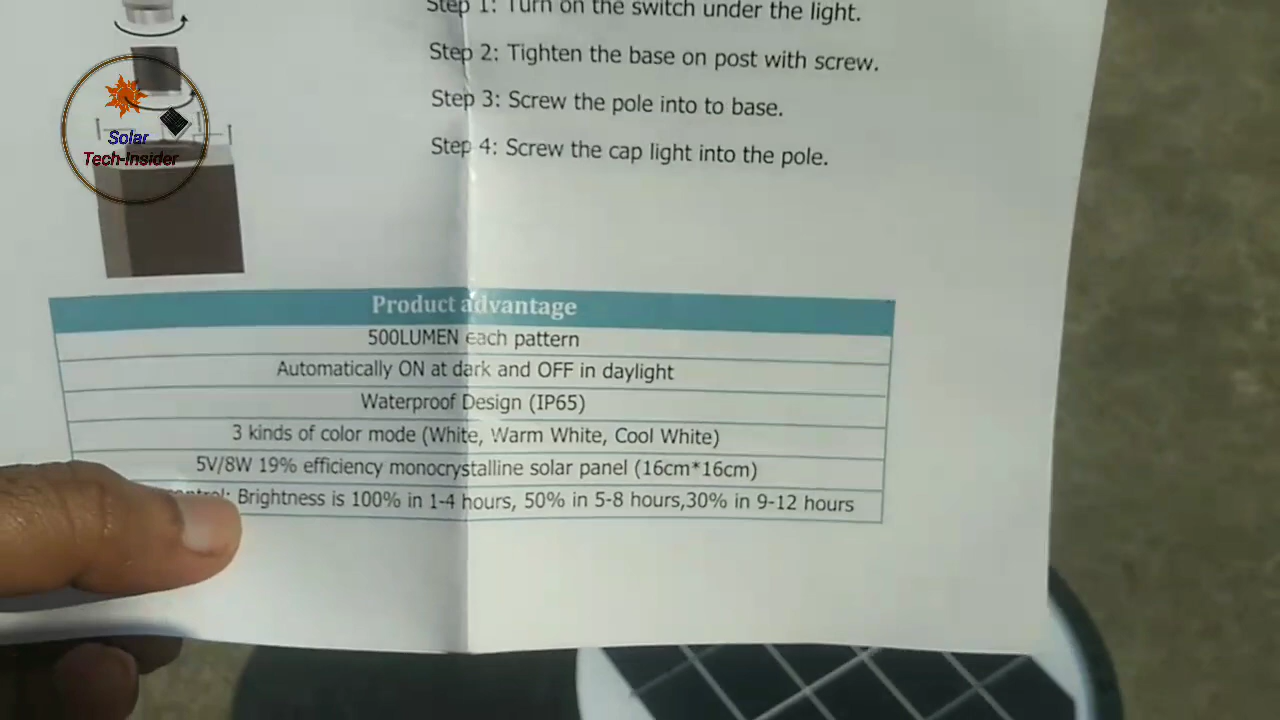 Step 1: Turn on the switch under the light.
Step 2: Tighten the base on post with screw.
Step 3: Screw the pole into to base.
Step 4: Screw the cap light into the pole.
Solar
Tech-Insider
Product advantage
500LUMEN each pattern
Automatically ON at dark and OFF in daylight
Waterproof Design (IP65)
3 kinds of color mode (White, Warm White, Cool White)
5V/8W 19% efficiency monocrystalline solar panel (16cm*16cm)
Brightness is 100% in 1-4 hours, 50% in 5-8 hours,30% in 9-12 hours